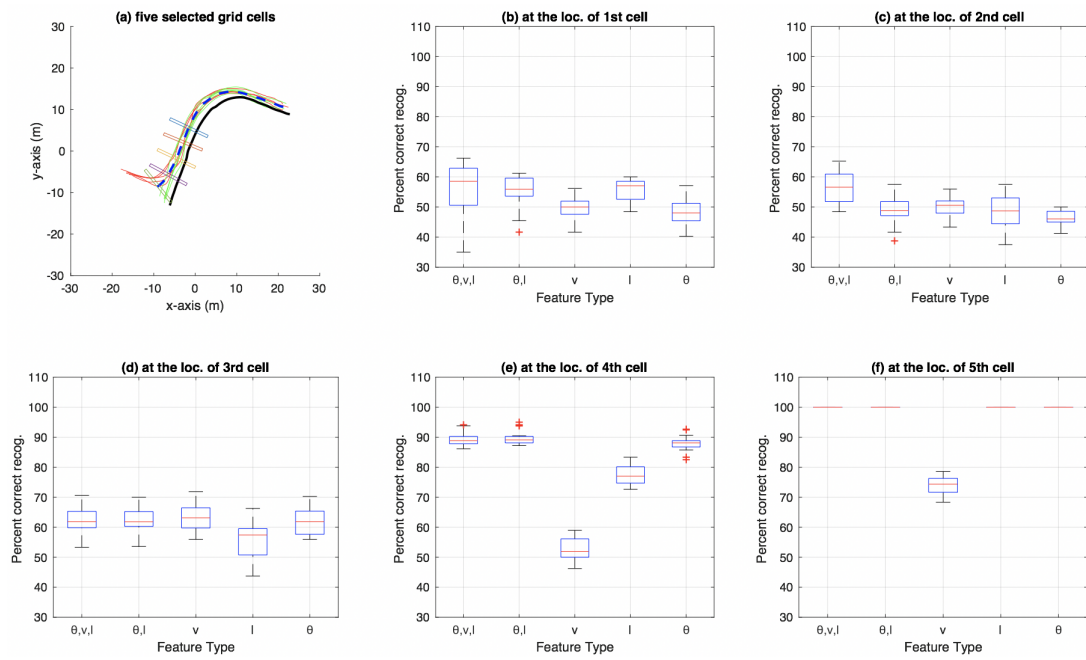 (a) five selected grid cells
30
20
10
0
-10
-20
-30
y-axis (m)
-30 -20 -10 0 10 20 30
x-axis (m)
(b) at the loc. of 1st cell
110
100
90
80
70
60
50
40
30
Percent correct recog.
θ,v,l θ,l v l θ
Feature Type
(c) at the loc. of 2nd cell
110
100
90
80
70
60
50
40
30
Percent correct recog.
θ,v,l θ,l v l θ
Feature Type
(d) at the loc. of 3rd cell
110
100
90
80
70
60
50
40
30
Percent correct recog.
θ,v,l θ,l v l θ
Feature Type
(e) at the loc. of 4th cell
110
100
90
80
70
60
50
40
30
Percent correct recog.
θ,v,l θ,l v l θ
Feature Type
(f) at the loc. of 5th cell
110
100
90
80
70
60
50
40
30
Percent correct recog.
θ,v,l θ,l v l θ
Feature Type